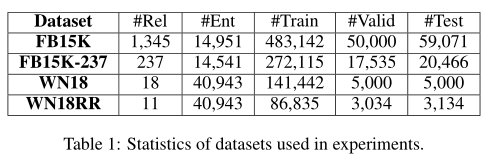 Dataset #Rel #Ent #Train #Valid #Test
FB15K 1,345 14,951 483,142 50,000 59,071
FB15K-237 237 14,541 272,115 17,535 20,466
WN18 18 40,943 141,442 5,000 5,000
WN18RR 11 40,943 86,835 3,034 3,134
Table 1: Statistics of datasets used in experiments.